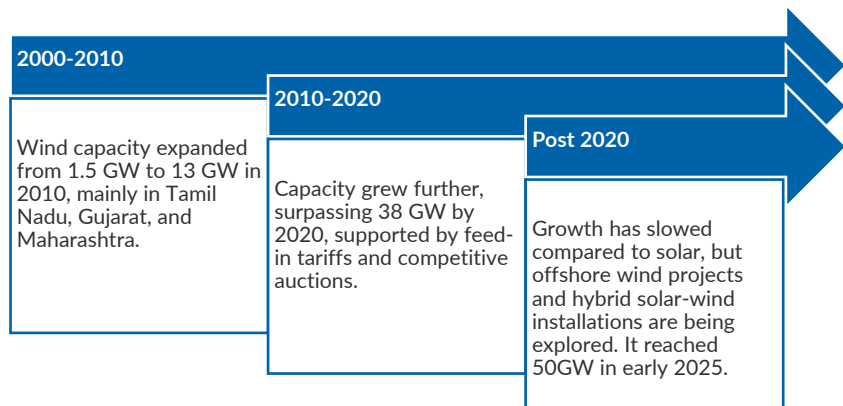 2000-2010
Wind capacity expanded
from 1.5 GW to 13 GW in
2010, mainly in Tamil
Nadu, Gujarat, and
Maharashtra.
2010-2020
Capacity grew further,
surpassing 38 GW by
2020, supported by feed-
in tariffs and competitive
auctions.
Post 2020
Growth has slowed
compared to solar, but
offshore wind projects
and hybrid solar-wind
installations are being
explored. It reached
50GW in early 2025.